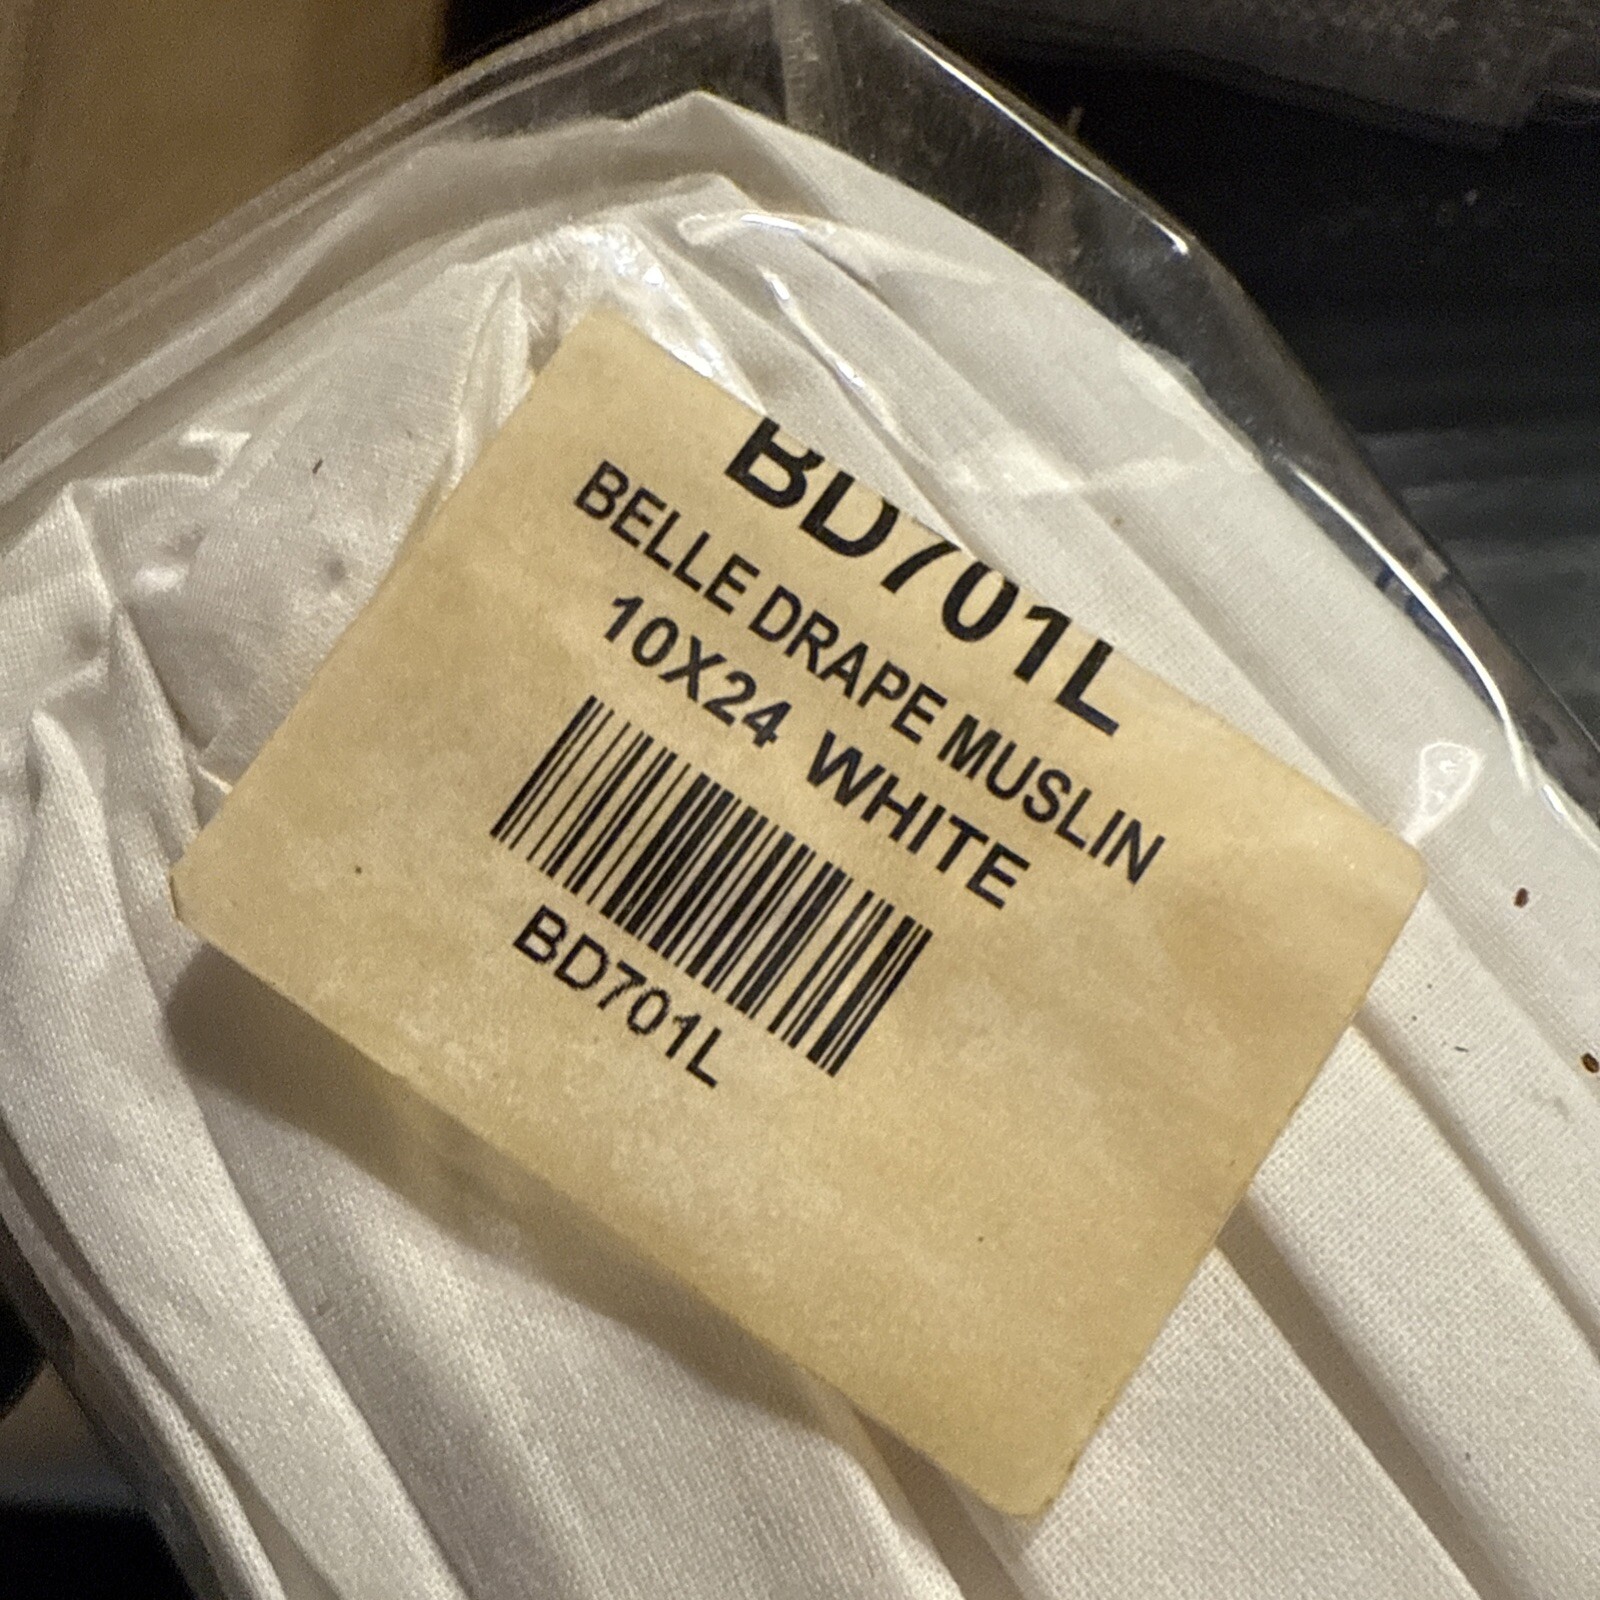 BD701L
BELLE DRAPE MUSLIN
10X24 WHITE
BD701L